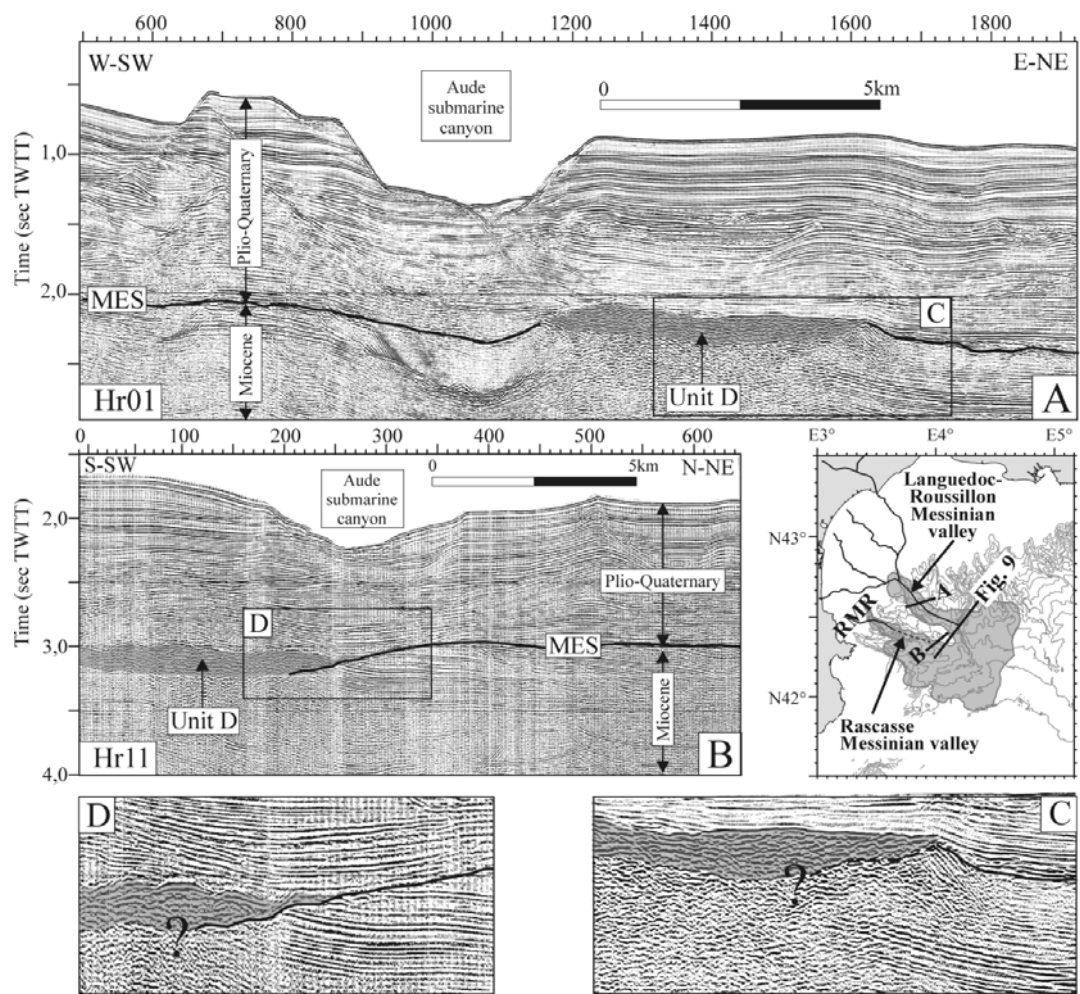 600 800 1000 1200 1400 1600 1800
W-SW
E-NE
Aude
submarine
canyon
0 5km
Time (sec TWTT)
1,0
2,0
Plio-Quaternary
MES
Miocene
Unit D
C
Hr01
A
0 100 200 300 400 500 600
S-SW
N-NE
Aude
submarine
canyon
0 5km
Time (sec TWTT)
2,0
3,0
4,0
Plio-Quaternary
D
MES
Unit D
Miocene
Hr11
B
E3° E4° E5°
N43°
N42°
Languedoc-
Roussillon
Messinian
valley
Fig. 9
A
RMR
B
Rascasse
Messinian valley
D
?
C
?